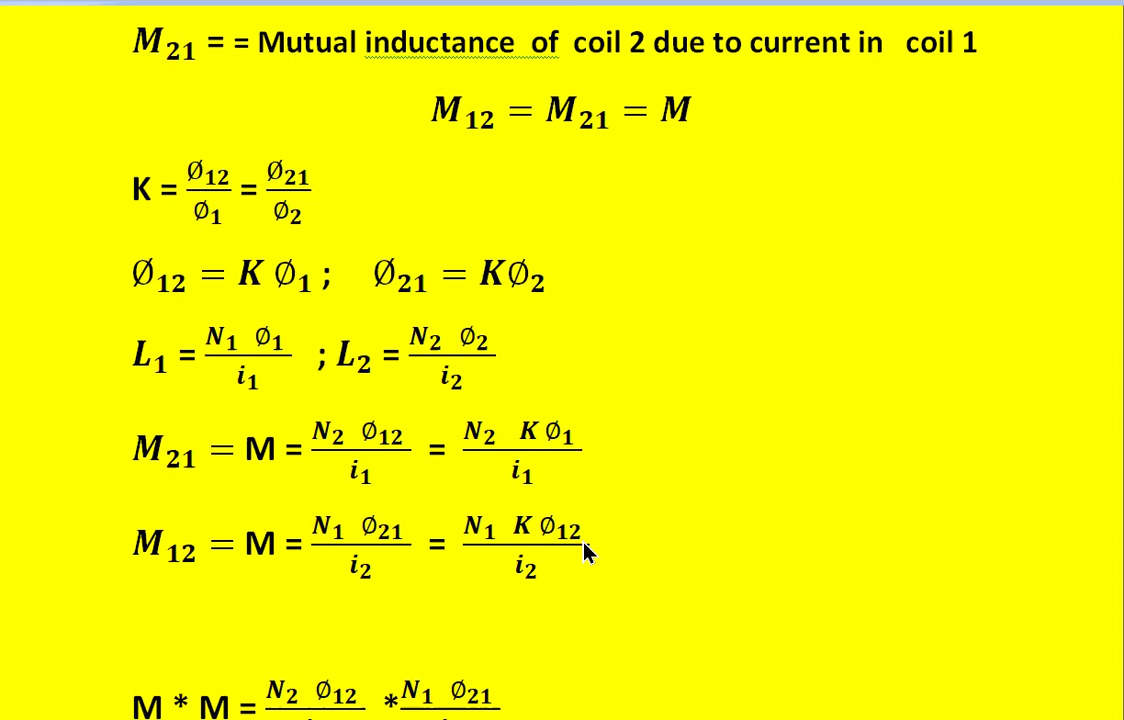 M₂₁ = = Mutual inductance of coil 2 due to current in coil 1
M₁₂ = M₂₁ = M
K = Ø₁₂/Ø₁ = Ø₂₁/Ø₂
Ø₁₂ = K Ø₁ ; Ø₂₁ = KØ₂
L₁ = N₁ Ø₁/i₁ ; L₂ = N₂ Ø₂/i₂
M₂₁ = M = N₂ Ø₁₂/i₁ = N₂ K Ø₁/i₁
M₁₂ = M = N₁ Ø₂₁/i₂ = N₁ K Ø₁₂/i₂
M * M = N₂ Ø₁₂ * N₁ Ø₂₁